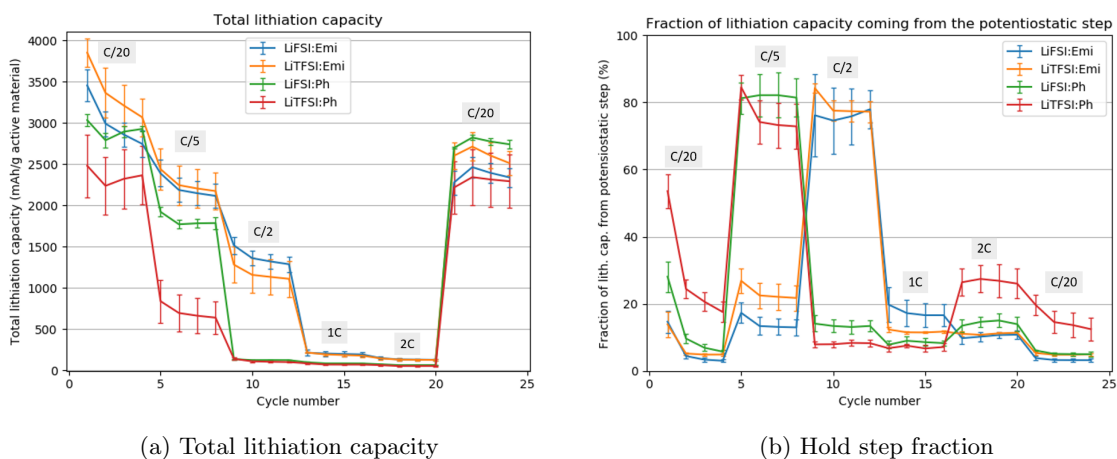 Total lithiation capacity
Total lithiation capacity (mAh/g active material)
4000
3500
3000
2500
2000
1500
1000
500
0
C/20
C/5
C/2
1C
2C
C/20
LiFSI:Emi
LiTFSI:Emi
LiFSI:Ph
LiTFSI:Ph
0 5 10 15 20 25
Cycle number
(a) Total lithiation capacity
Fraction of lithiation capacity coming from the potentiostatic step
Fraction of lith. cap. from potensiostatic step (%)
100
80
60
40
20
0
C/20
C/5
C/2
1C
2C
C/20
LiFSI:Emi
LiTFSI:Emi
LiFSI:Ph
LiTFSI:Ph
0 5 10 15 20 25
Cycle number
(b) Hold step fraction